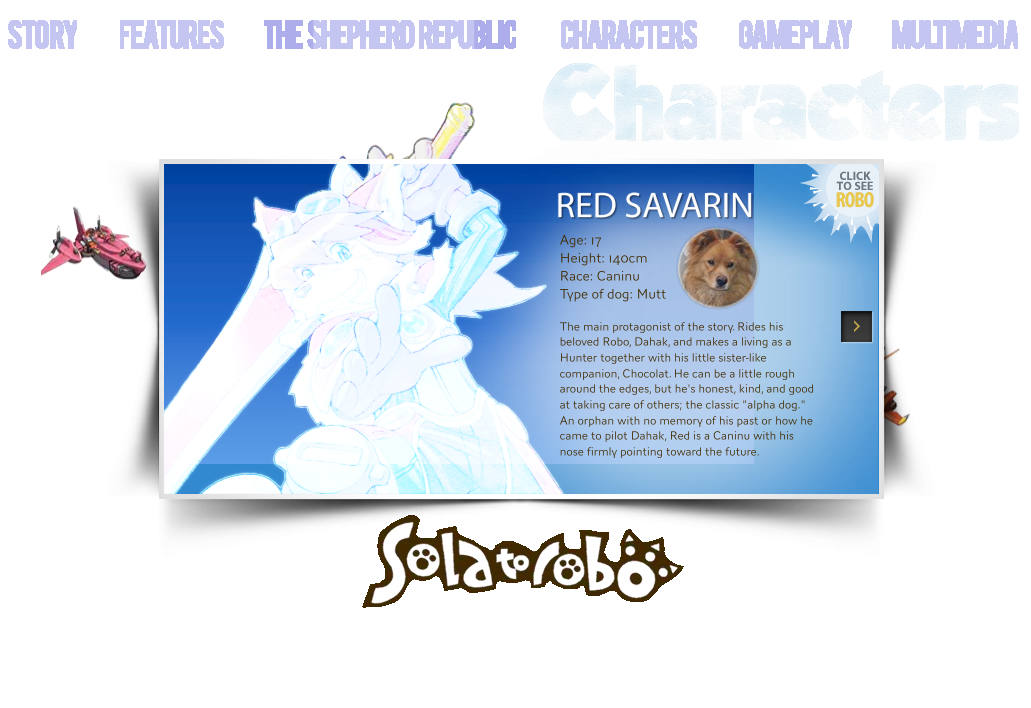 STORY FEATURES THE SHEPHERD REPUBLIC CHARACTERS GAMEPLAY MULTIMEDIA
Characters
CLICK
TO SEE
ROBO
RED SAVARIN
Age: 17
Height: 140cm
Race: Caninu
Type of dog: Mutt
The main protagonist of the story. Rides his
beloved Robo, Dahak, and makes a living as a
Hunter together with his little sister-like
companion, Chocolat. He can be a little rough
around the edges, but he's honest, kind, and good
at taking care of others; the classic "alpha dog."
An orphan with no memory of his past or how he
came to pilot Dahak, Red is a Caninu with his
nose firmly pointing toward the future.
Solatorobo